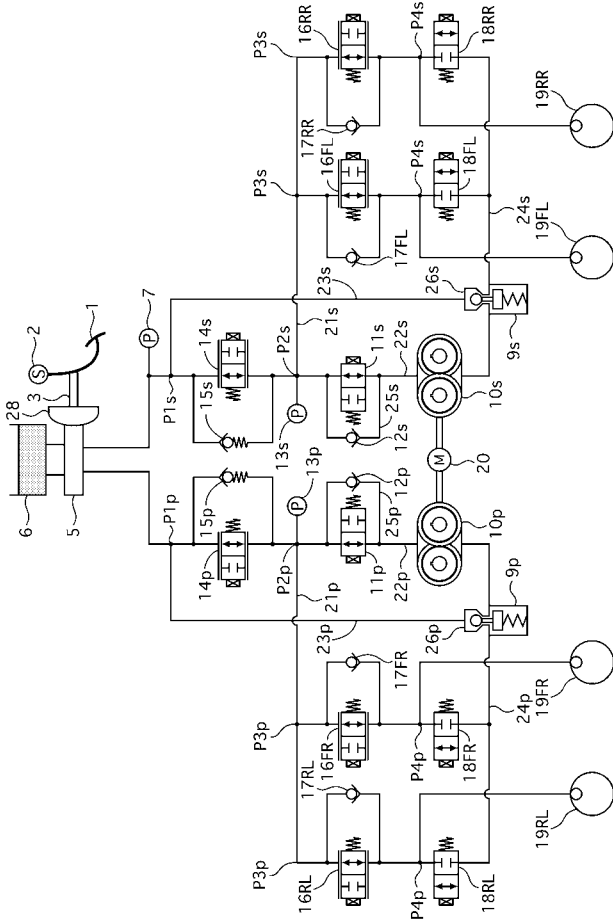 6
28
2
S
1
3
5
7
P
P1p
P1s
15p
15s
14p
14s
P3p
P3p
P2p
P2s
P3s
P3s
21p
21s
13p
13s
P
P
17RL
17FR
23p
23s
17FL
17RR
16RL
16FR
16FL
16RR
11p
12p
12s
11s
25p
25s
22p
22s
P4p
P4p
P4s
P4s
18RL
18FR
18FL
18RR
26p
26s
9p
9s
10p
M
20
10s
24p
24s
19RL
19FR
19FL
19RR